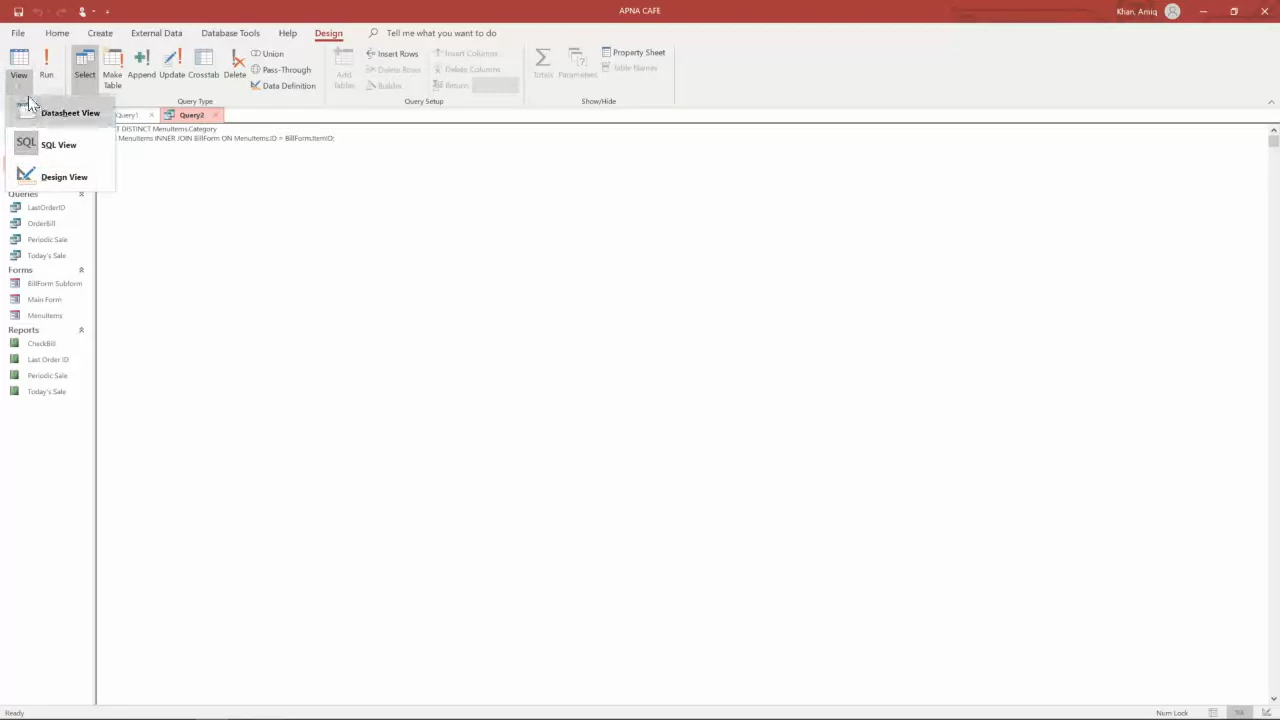 APNA CAFE
Khan, Amiq
File Home Create External Data Database Tools Help Design Tell me what you want to do
View Run Select Make Table Append Update Crosstab Delete
Union
Pass-Through
Data Definition
Query Type
Add Tables
Insert Rows
Delete Rows
Builder
Insert Columns
Delete Columns
Return:
Query Setup
Totals Parameters
Property Sheet
Table Names
Show/Hide
Datasheet View
SQL View
Design View
Query1 Query2
T DISTINCT MenuItems.Category
MenuItems INNER JOIN BillForm ON MenuItems.ID = BillForm.ItemID;
Queries
LastOrderID
OrderBill
Periodic Sale
Today's Sale
Forms
BillForm Subform
Main Form
MenuItems
Reports
CheckBill
Last Order ID
Periodic Sale
Today's Sale
Ready
Num Lock